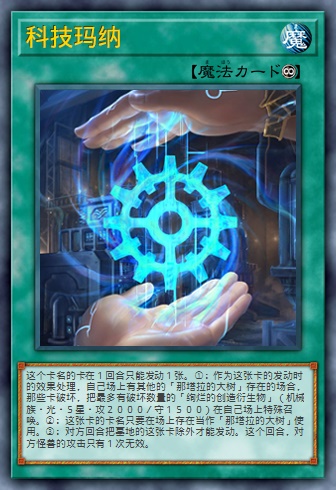 科技玛纳
魔
【魔法カード】
这个卡名的卡在1回合只能发动1张。①：作为这张卡的发动时
的效果处理，自己场上有其他的「那塔拉的大树」存在的场合，
那些卡破坏，把最多有破坏数量的「绚烂的创造衍生物」（机械
族·光·5星·攻2000/守1500）在自己场上特殊召
唤。②：这张卡的卡名只要在场上存在当作「那塔拉的大树」使
用。③：对方回合把墓地的这张卡除外才能发动。这个回合，对
方怪兽的攻击只有1次无效。